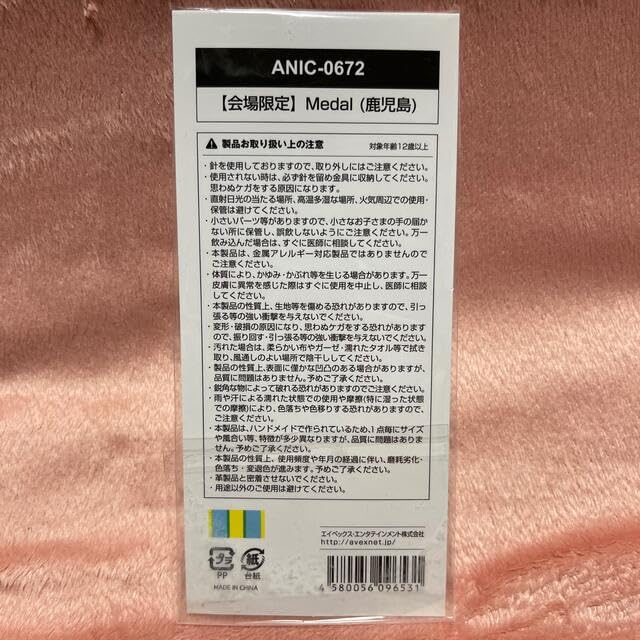 ANIC-0672
【会場限定】Medal (鹿児島)
製品お取り扱い上の注意 対象年齢12歳以上
・針を使用しておりますので、取り外しにはご注意ください。
・使用されない時は、必ず針を留め金具に収納してください。
思わぬケガをする原因になります。
・直射日光の当たる場所、高温多湿な場所、火気周辺での使用・
保管は避けてください。
・小さいパーツ等がありますので、小さなお子さまの手の届か
ない所に保管し、誤飲しないようにご注意ください。万一
飲み込んだ場合は、すぐに医師に相談してください。
・本製品は、金属アレルギー対応製品ではありませんので
ご注意ください。
・体質により、かゆみ・かぶれ等を生じる場合があります。万一
皮膚に異常を感じた際はすぐに使用を中止し、医師に相談
してください。
・本製品の性質上、生地等を傷める恐れがありますので、引っ
張る等の強い衝撃を与えないでください。
・変形・破損の原因になり、思わぬケガをする恐れがあります
ので、振り回す・引っ張る等の強い衝撃を与えないでください。
・汚れた場合は、柔らかい布やガーゼ・濡れたタオル等で拭き
取り、風通しのよい場所で陰干ししてください。
・製品の性質上、表面に僅かな凹凸のある場合がありますが、
品質に問題はありません。予めご了承ください。
・鋭角な物によって破れる恐れがありますのでご注意ください。
・雨や汗による濡れた状態での使用や摩擦(特に湿った状態
での摩擦)により、色落ちや色移りする恐れがありますので、
ご注意ください。
・本製品は、ハンドメイドで作られているため、1点毎にサイズ
や風合い等、特徴が多少異なりますが、品質に問題はありま
せん。予めご了承ください。
・本製品の性質上、使用頻度や年月の経過に伴い、磨耗劣化・
色落ち・変退色が進みます。予めご了承ください。
・革製品と密着させないでください。
・用途以外のご使用は避けてください。
エイベックス・エンタテインメント株式会社
http://avexnet.jp/
プラ
PP
紙
台紙
MADE IN CHINA
4 580056 096531